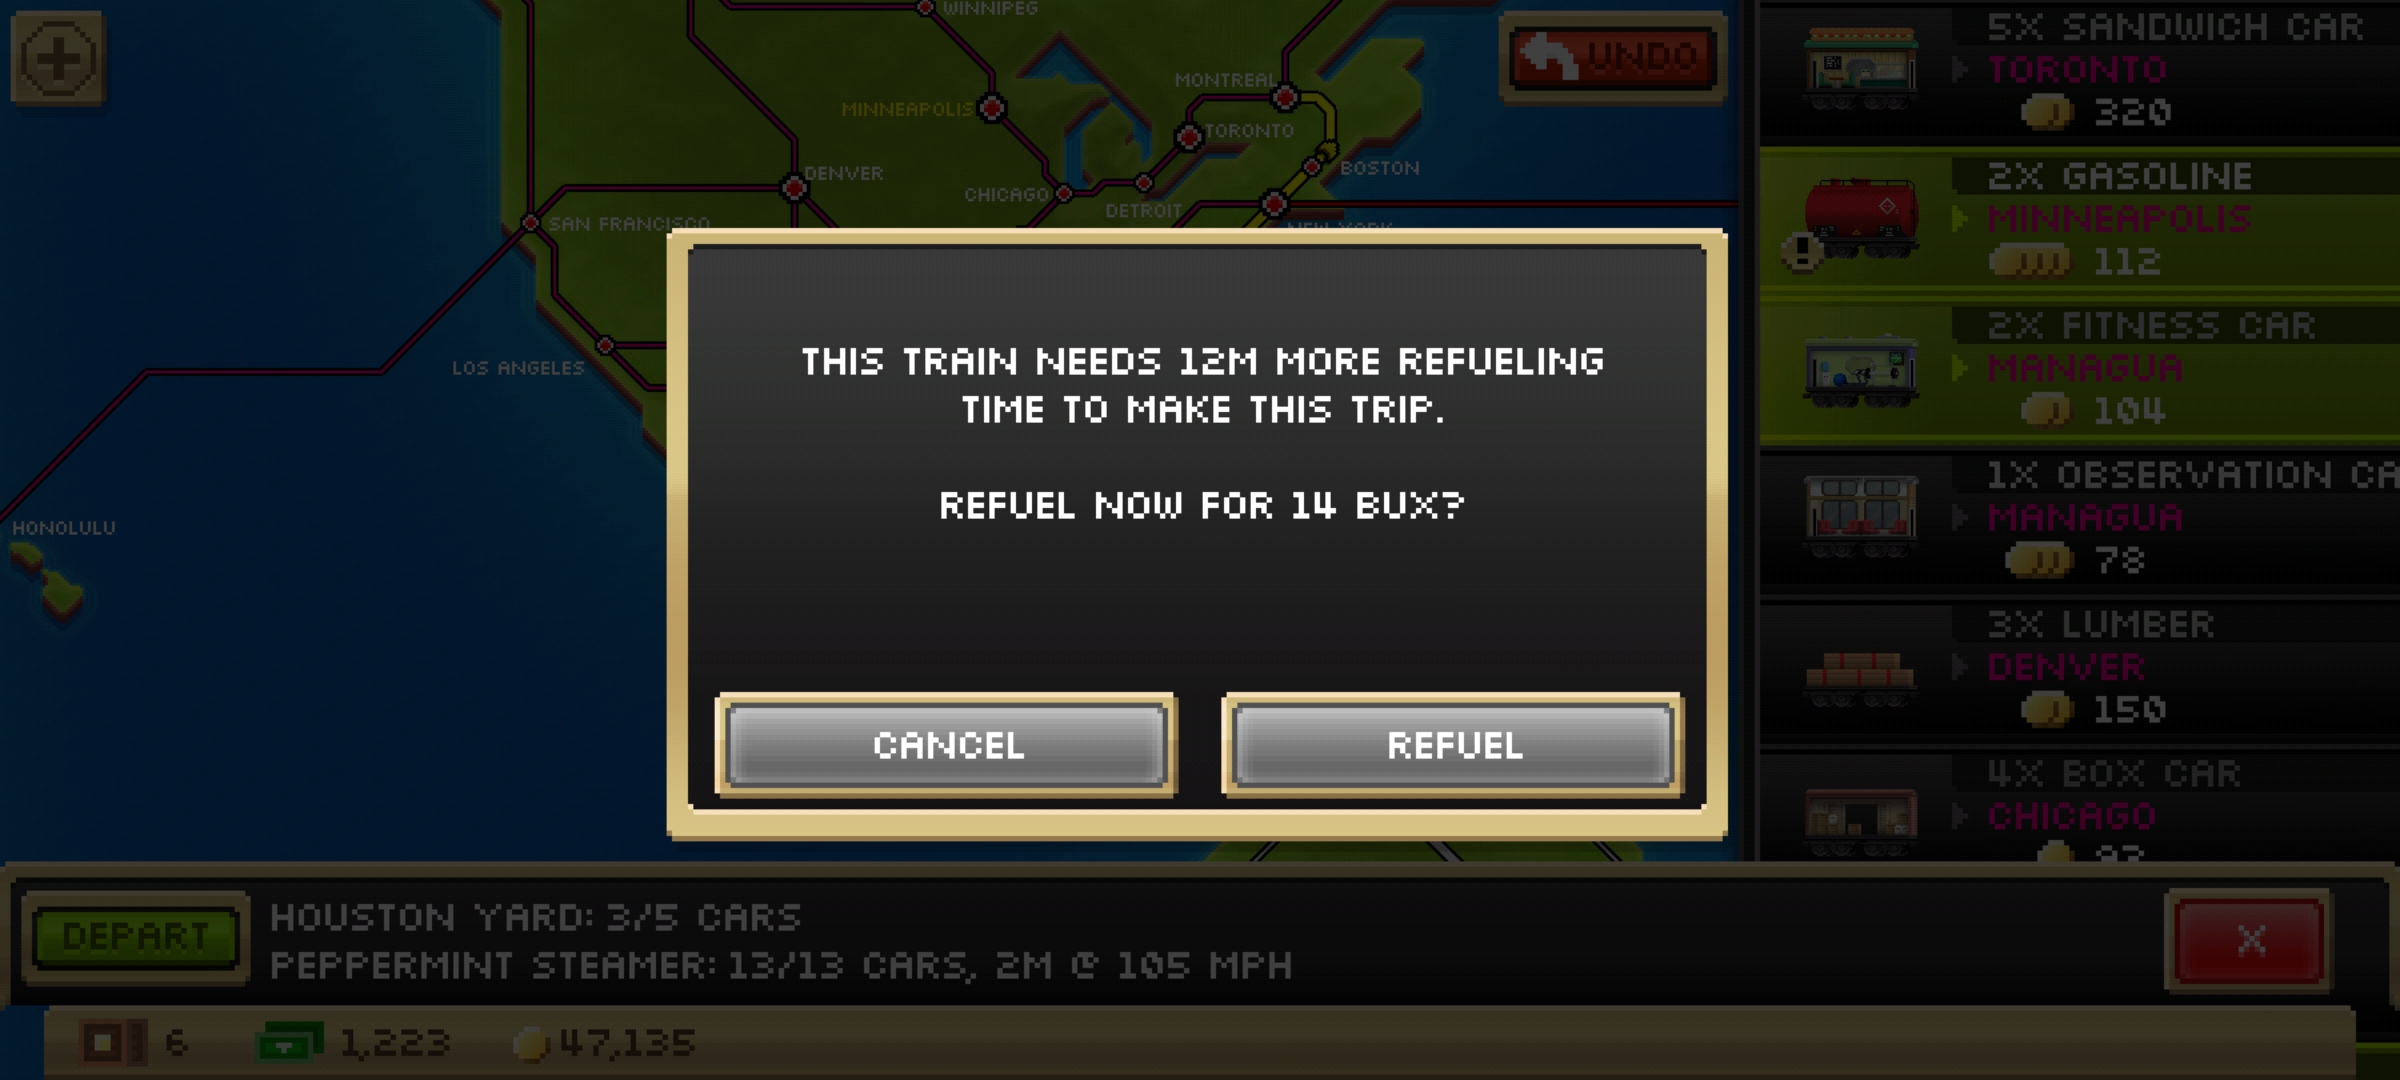 WINNIPEG
UNDO
MONTREAL
MINNEAPOLIS
TORONTO
BOSTON
DENVER
CHICAGO
DETROIT
SAN FRANCISCO
NEW YORK
LOS ANGELES
HONOLULU
5X SANDWICH CAR
TORONTO
320
2X GASOLINE
MINNEAPOLIS
112
2X FITNESS CAR
MANAGUA
104
1X OBSERVATION CA
MANAGUA
78
3X LUMBER
DENVER
150
4X BOX CAR
CHICAGO
THIS TRAIN NEEDS 12M MORE REFUELING
TIME TO MAKE THIS TRIP.
REFUEL NOW FOR 14 BUX?
CANCEL
REFUEL
DEPART
HOUSTON YARD: 3/5 CARS
PEPPERMINT STEAMER: 13/13 CARS, 2M @ 105 MPH
X
6
1,223
47,135